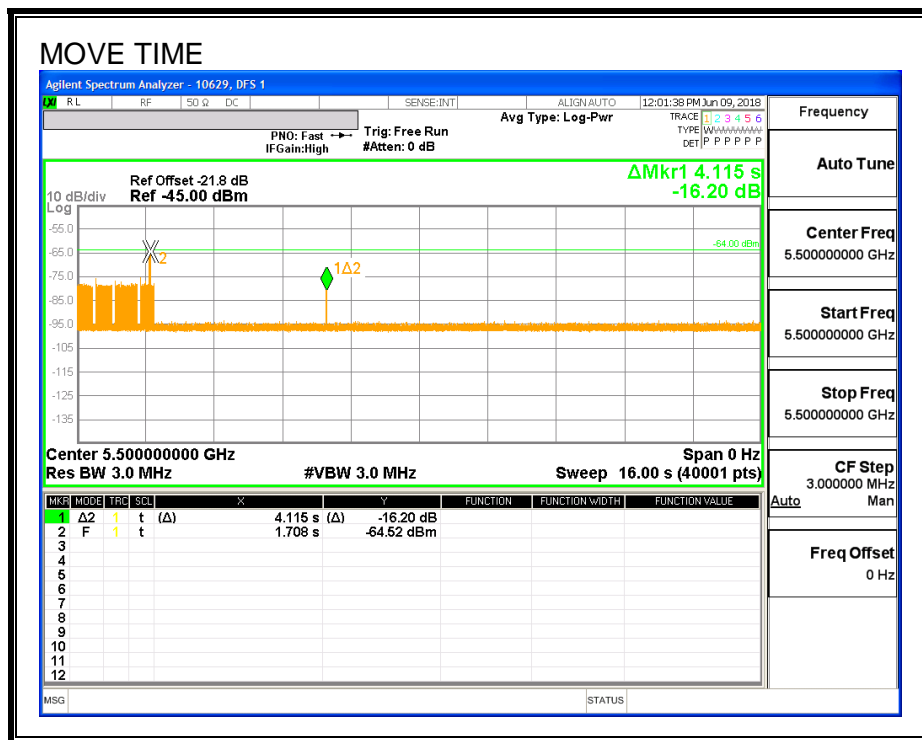 MOVE TIME
Agilent Spectrum Analyzer - 10629, DFS 1
LXI RL RF 50 Ω DC SENSE:INT ALIGN AUTO 12:01:38 PM Jun 09, 2018
Avg Type: Log-Pwr
TRACE 1 2 3 4 5 6
TYPE WWWWWW
DET P P P P P P
PNO: Fast
IFGain:High
Trig: Free Run
#Atten: 0 dB
ΔMkr1 4.115 s
-16.20 dB
Ref Offset -21.8 dB
10 dB/div Ref -45.00 dBm
Log
-55.0
-65.0
-75.0
-85.0
-95.0
-105
-115
-125
-135
-64.00 dBm
2
1Δ2
Center 5.500000000 GHz Span 0 Hz
Res BW 3.0 MHz #VBW 3.0 MHz Sweep 16.00 s (40001 pts)
MKR MODE TRC SCL X Y FUNCTION FUNCTION WIDTH FUNCTION VALUE
1 Δ2 1 t (Δ) 4.115 s (Δ) -16.20 dB
2 F 1 t 1.708 s -64.52 dBm
3
4
5
6
7
8
9
10
11
12
MSG STATUS
Frequency
Auto Tune
Center Freq
5.500000000 GHz
Start Freq
5.500000000 GHz
Stop Freq
5.500000000 GHz
CF Step
3.000000 MHz
Auto Man
Freq Offset
0 Hz